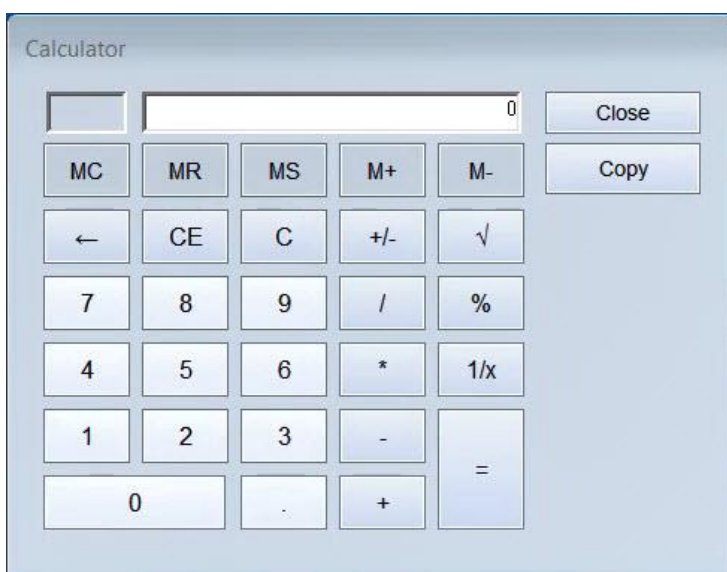 Calculator
0 Close
MC MR MS M+ M- Copy
← CE C +/- √
7 8 9 / %
4 5 6 * 1/x
1 2 3 -
=
0 . +